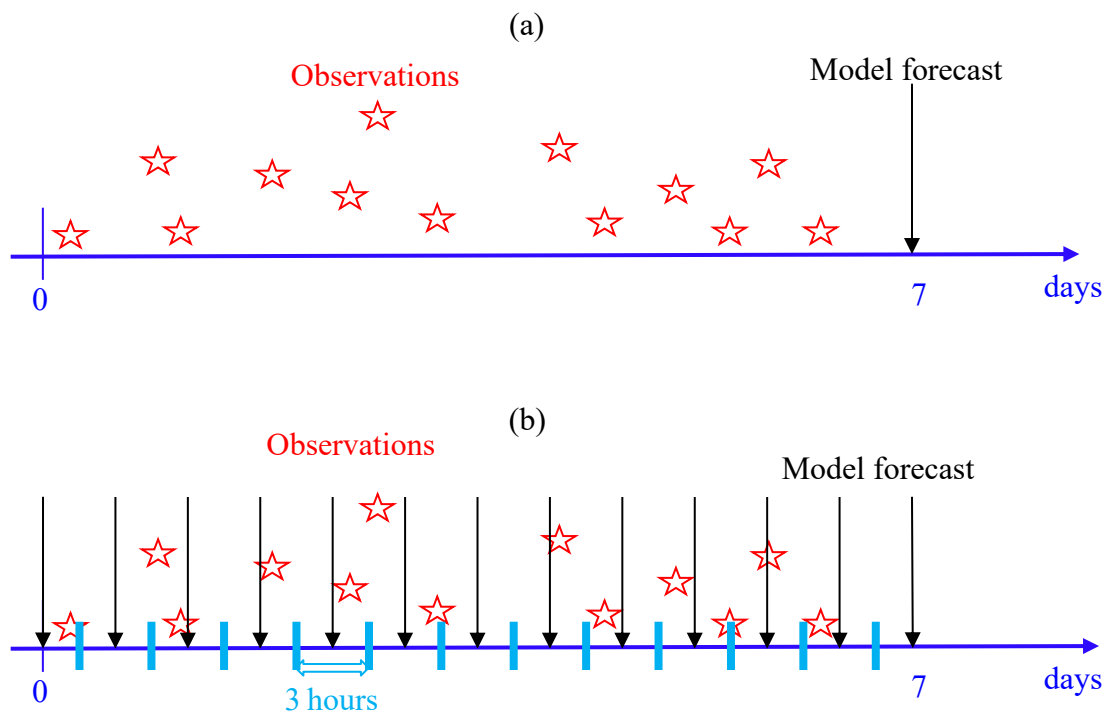 (a)
Observations
Model forecast
0
7
days
(b)
Observations
Model forecast
0
3 hours
7
days